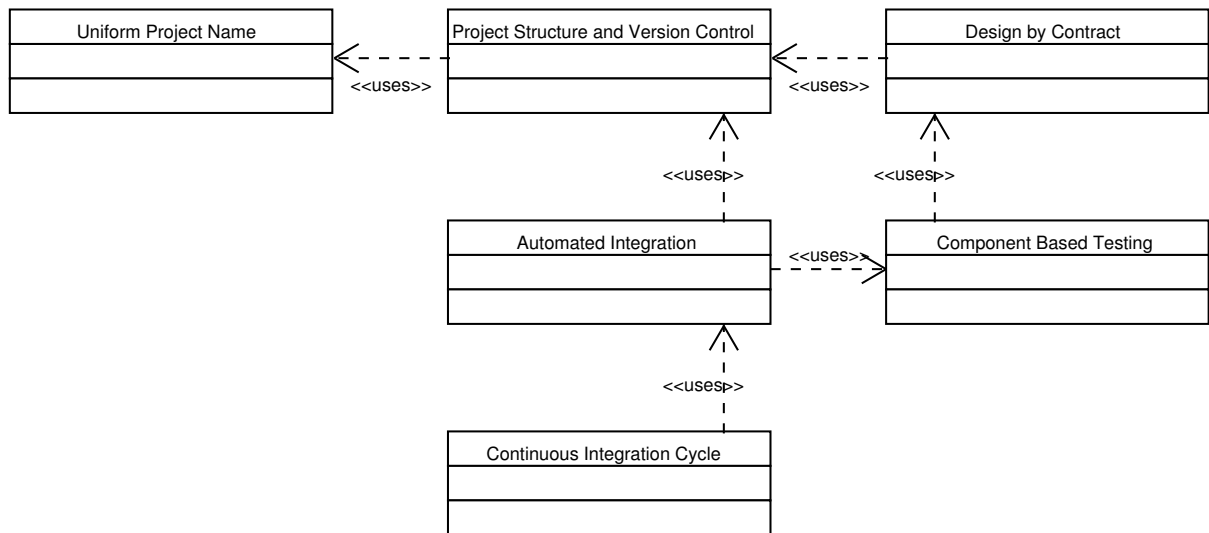 Uniform Project Name
Project Structure and Version Control
Design by Contract
<<uses>>
<<uses>>
<<uses>>
<<uses>>
Automated Integration
Component Based Testing
<<uses>>
<<uses>>
Continuous Integration Cycle